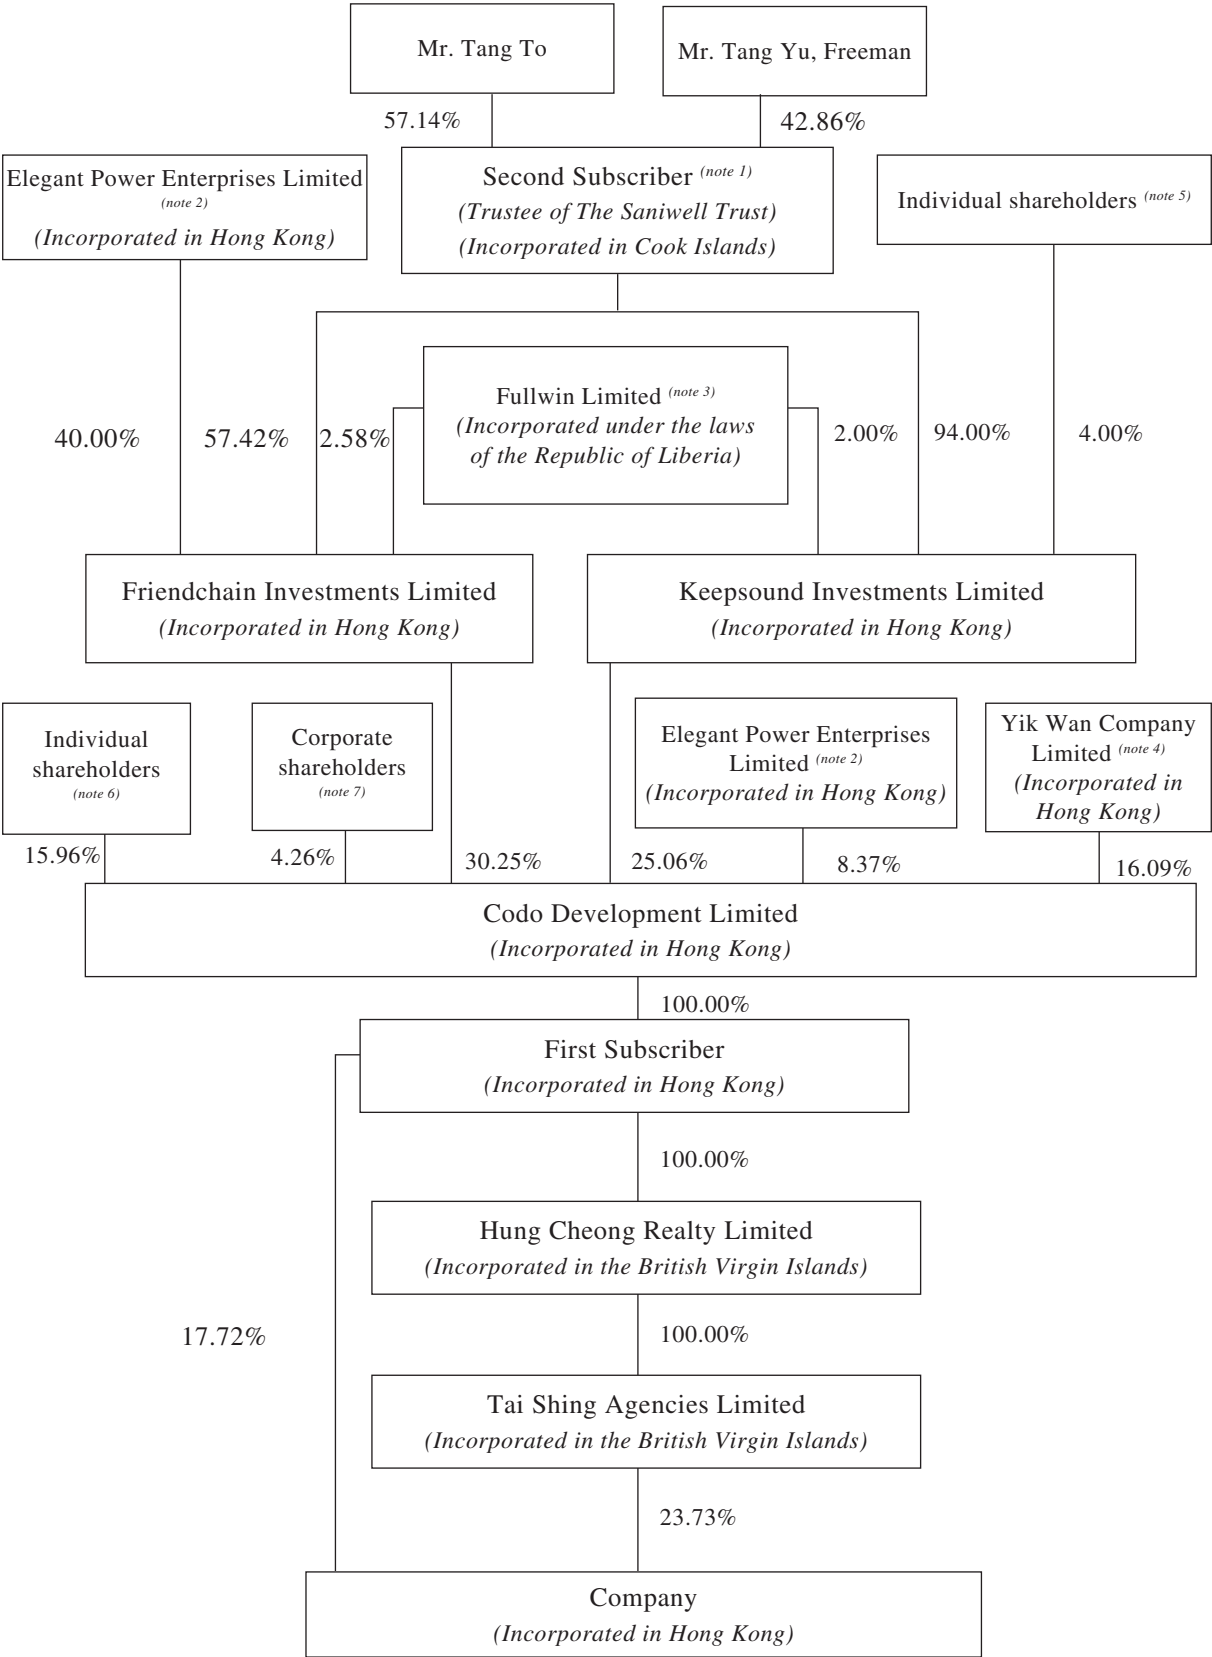 Mr. Tang To
Mr. Tang Yu, Freeman
57.14%
42.86%
Elegant Power Enterprises Limited
(note 2)
(Incorporated in Hong Kong)
Second Subscriber (note 1)
(Trustee of The Saniwell Trust)
(Incorporated in Cook Islands)
Individual shareholders (note 5)
Fullwin Limited (note 3)
(Incorporated under the laws
of the Republic of Liberia)
40.00%
57.42%
2.58%
2.00%
94.00%
4.00%
Friendchain Investments Limited
(Incorporated in Hong Kong)
Keepsound Investments Limited
(Incorporated in Hong Kong)
Individual
shareholders
(note 6)
Corporate
shareholders
(note 7)
Elegant Power Enterprises
Limited (note 2)
(Incorporated in Hong Kong)
Yik Wan Company
Limited (note 4)
(Incorporated in
Hong Kong)
15.96%
4.26%
30.25%
25.06%
8.37%
16.09%
Codo Development Limited
(Incorporated in Hong Kong)
100.00%
First Subscriber
(Incorporated in Hong Kong)
100.00%
Hung Cheong Realty Limited
(Incorporated in the British Virgin Islands)
17.72%
100.00%
Tai Shing Agencies Limited
(Incorporated in the British Virgin Islands)
23.73%
Company
(Incorporated in Hong Kong)